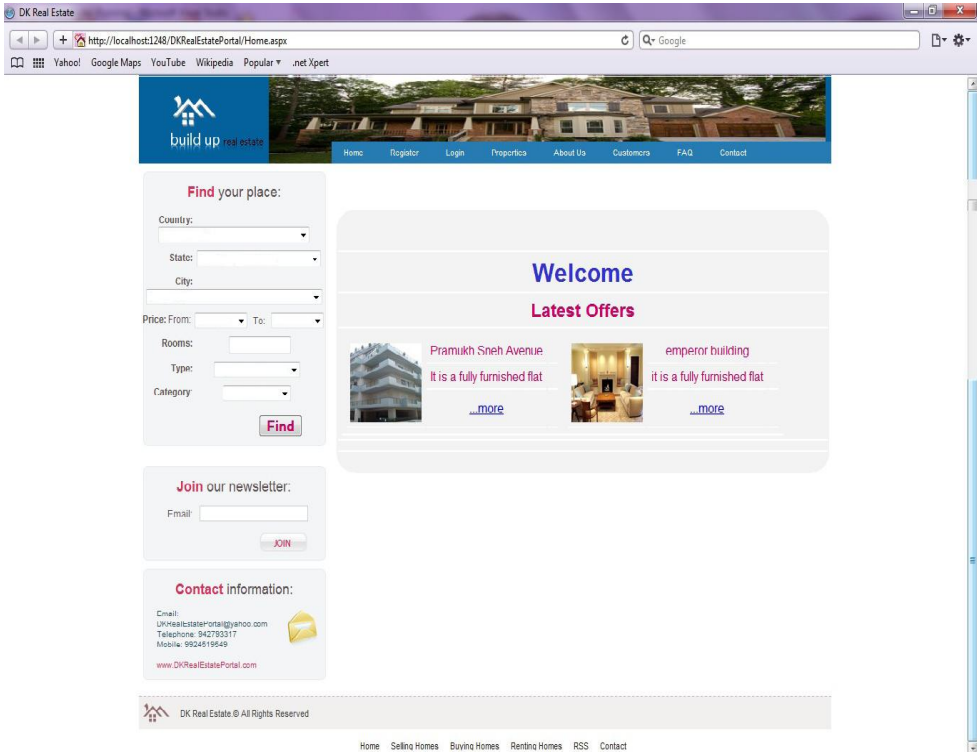 DK Real Estate
http://localhost:1248/DKRealEstatePortal/Home.aspx
Google
Yahoo! Google Maps YouTube Wikipedia Popular .net Xpert
build up real estate
Home Register Login Properties About Us Customers FAQ Contact
Find your place:
Country:
State:
City:
Price: From: To:
Rooms:
Type:
Category:
Find
Welcome
Latest Offers
Pramukh Sneh Avenue
It is a fully furnished flat
...more
emperor building
it is a fully furnished flat
...more
Join our newsletter:
Email:
JOIN
Contact information:
Email:
DKRealEstatePortal@yahoo.com
Telephone: 942793317
Mobile: 9924519549
www.DKRealEstatePortal.com
DK Real Estate.© All Rights Reserved
Home Selling Homes Buying Homes Renting Homes RSS Contact